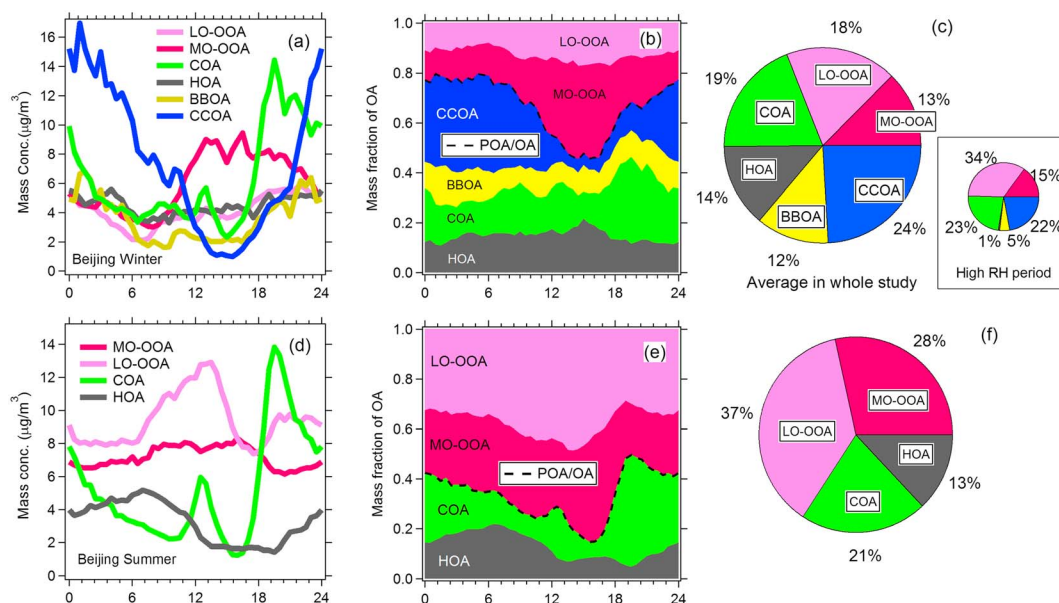 (a)
LO-OOA
MO-OOA
COA
HOA
BBOA
CCOA
Mass Conc.(μg/m³)
16
14
12
10
8
6
4
2
0
Beijing Winter
0 6 12 18 24
(b)
Mass fraction of OA
1.0
0.8
0.6
0.4
0.2
0.0
LO-OOA
MO-OOA
CCOA
POA/OA
BBOA
COA
HOA
0 6 12 18 24
(c)
18%
LO-OOA
19%
COA
13%
MO-OOA
HOA
14%
BBOA
12%
CCOA
24%
Average in whole study
34%
15%
23%
22%
1%
5%
High RH period
(d)
MO-OOA
LO-OOA
COA
HOA
Mass conc. (μg/m³)
14
12
10
8
6
4
2
0
Beijing Summer
0 6 12 18 24
(e)
Mass fraction of OA
1.0
0.8
0.6
0.4
0.2
0.0
LO-OOA
MO-OOA
POA/OA
COA
HOA
0 6 12 18 24
(f)
28%
MO-OOA
37%
LO-OOA
HOA
13%
COA
21%